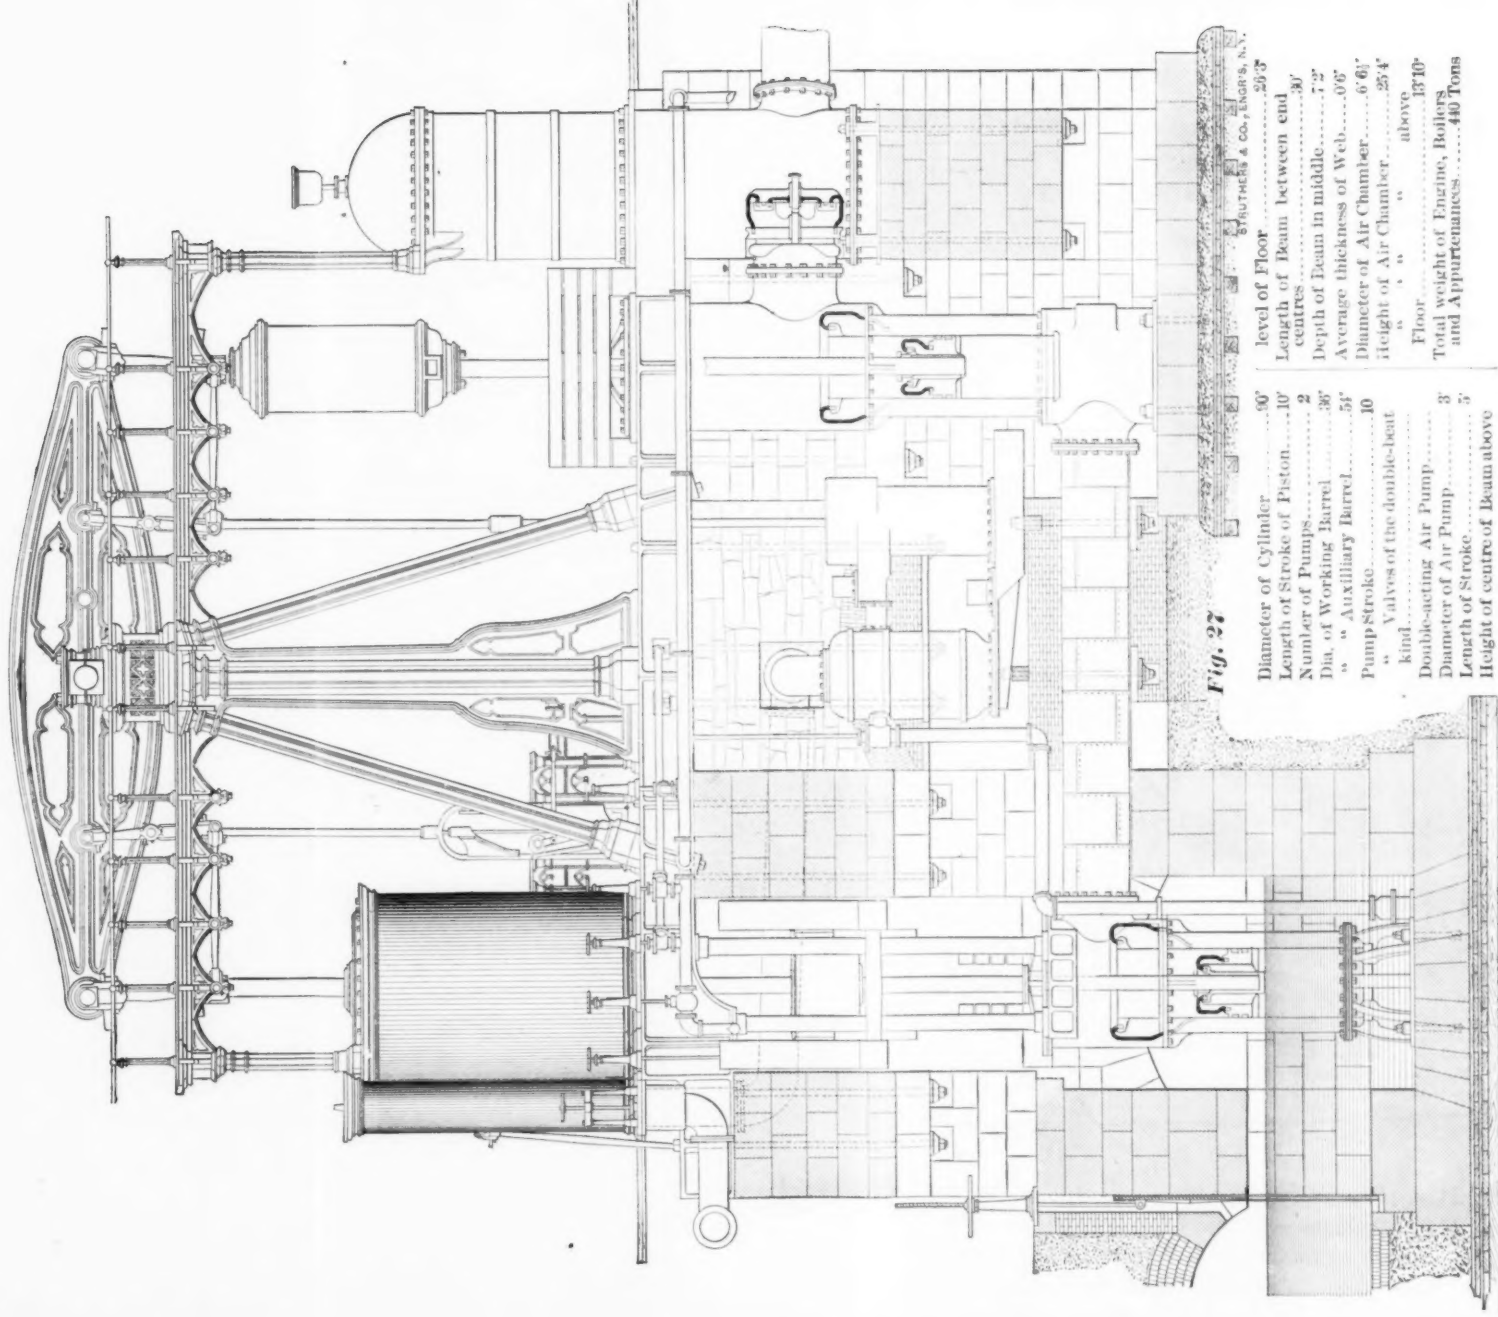 STRUTHERS & CO., ENGR'S, N.Y.
Fig. 27
Diameter of Cylinder ........ 90"
Length of Stroke of Piston .... 10'
Number of Pumps ........ 2
Dia. of Working Barrel ..... 36"
" " Auxilliary Barrel ..... 51"
Pump Stroke ............ 10
" Valves of the double-beat
kind ............
Double-acting Air Pump ......
Diameter of Air Pump ........ 3'
Length of Stroke ......... 5'
Height of centre of Beam above
level of Floor ............ 26'3"
Length of Beam between end
centres ............ 30'
Depth of Beam in middle ...... 7'2"
Average thickness of Web ..... 0'6"
Diameter of Air Chamber .... 6'6½"
Height of Air Chamber ....... 25'4"
" " " " above
Floor ............ 13'10"
Total weight of Engine, Boilers
and Appurtenances ...... 440 Tons